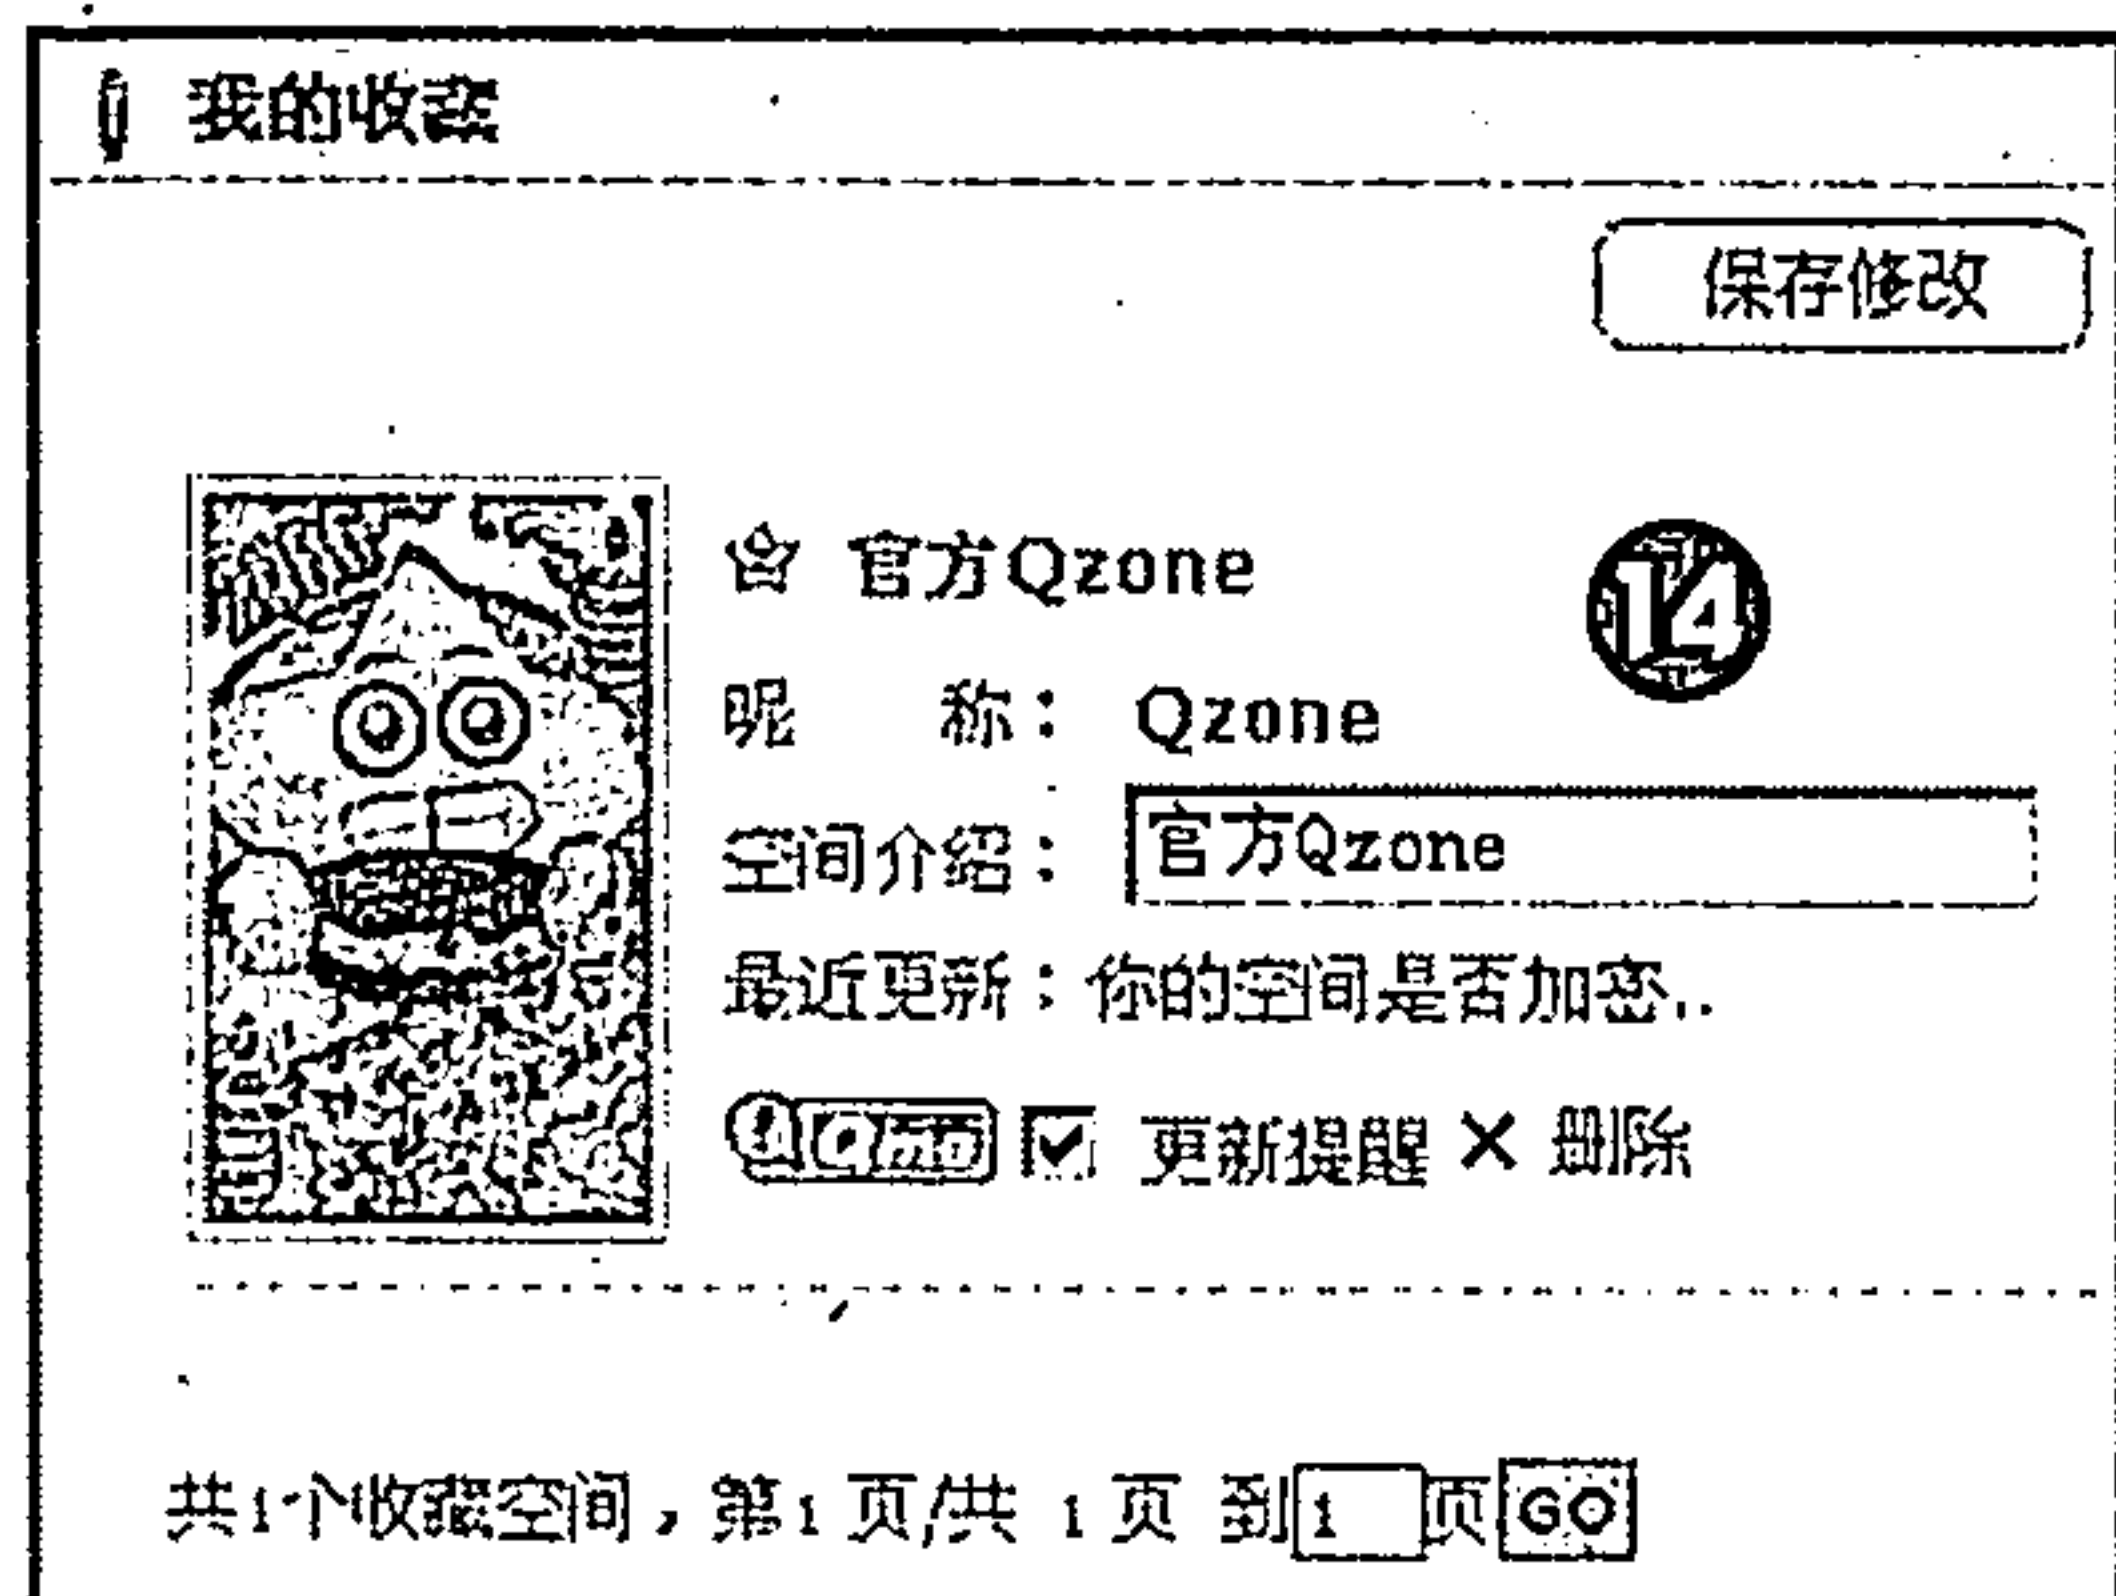 我的收藏
保存修改
官方Qzone
14
昵 称： Qzone
空间介绍： 官方Qzone
最近更新：你的空间是否加密..
更新提醒 × 删除
共1个收藏空间，第1页/共 1 页 到 1 页 GO